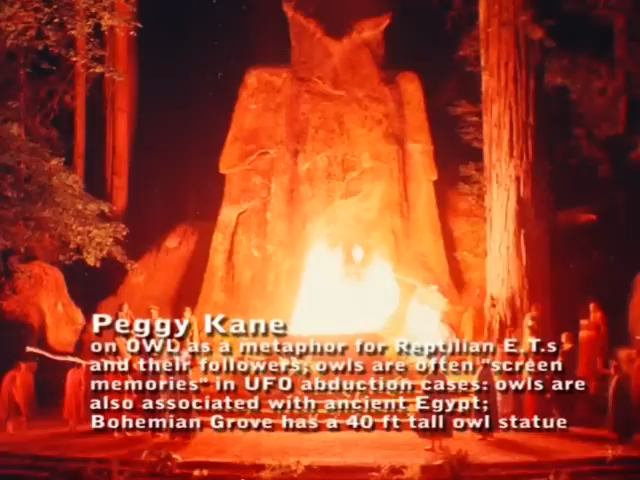 Peggy Kane
on OWL as a metaphor for Reptilian E.T.s
and their followers; owls are often "screen
memories" in UFO abduction cases: owls are
also associated with ancient Egypt;
Bohemian Grove has a 40 ft tall owl statue